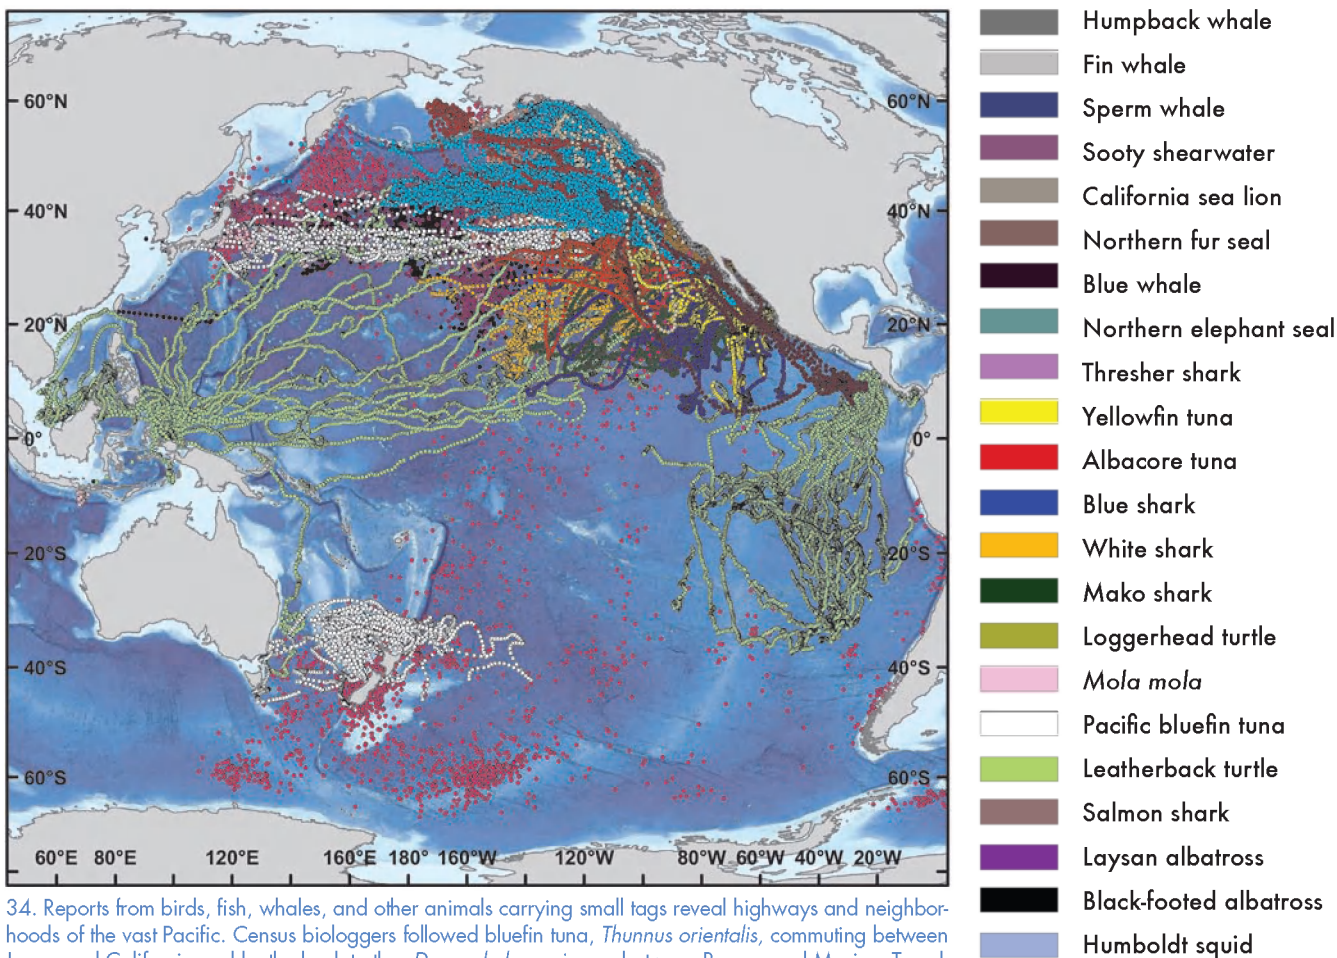 60°N
60°N
40°N
40°N
20°N
20°N
0°
0°
20°S
20°S
40°S
40°S
60°S
60°S
60°E 80°E 120°E 160°E 180° 160°W 120°W 80°W 60°W 40°W 20°W
Humpback whale
Fin whale
Sperm whale
Sooty shearwater
California sea lion
Northern fur seal
Blue whale
Northern elephant seal
Thresher shark
Yellowfin tuna
Albacore tuna
Blue shark
White shark
Mako shark
Loggerhead turtle
Mola mola
Pacific bluefin tuna
Leatherback turtle
Salmon shark
Laysan albatross
Black-footed albatross
Humboldt squid
34. Reports from birds, fish, whales, and other animals carrying small tags reveal highways and neighbor-
hoods of the vast Pacific. Census biologgers followed bluefin tuna, Thunnus orientalis, commuting between